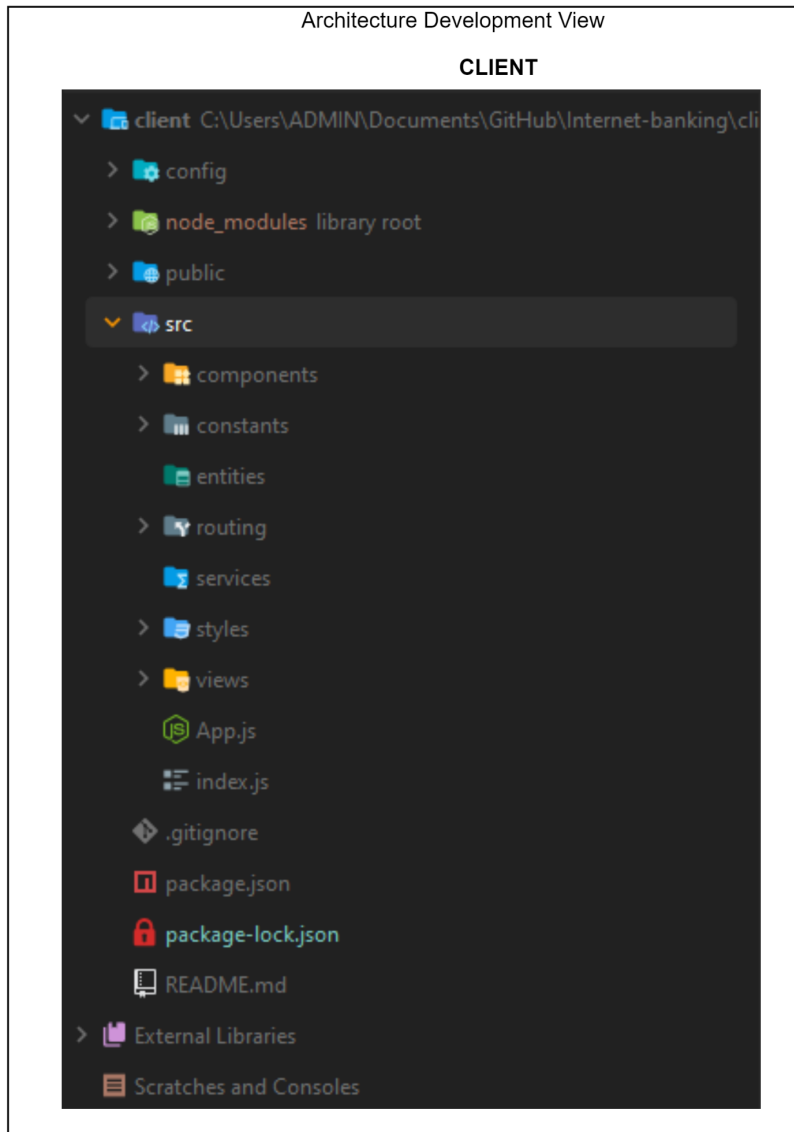 Architecture Development View
CLIENT
client C:\Users\ADMIN\Documents\GitHub\Internet-banking\cli
config
node_modules library root
public
src
components
constants
entities
routing
services
styles
views
App.js
index.js
.gitignore
package.json
package-lock.json
README.md
External Libraries
Scratches and Consoles